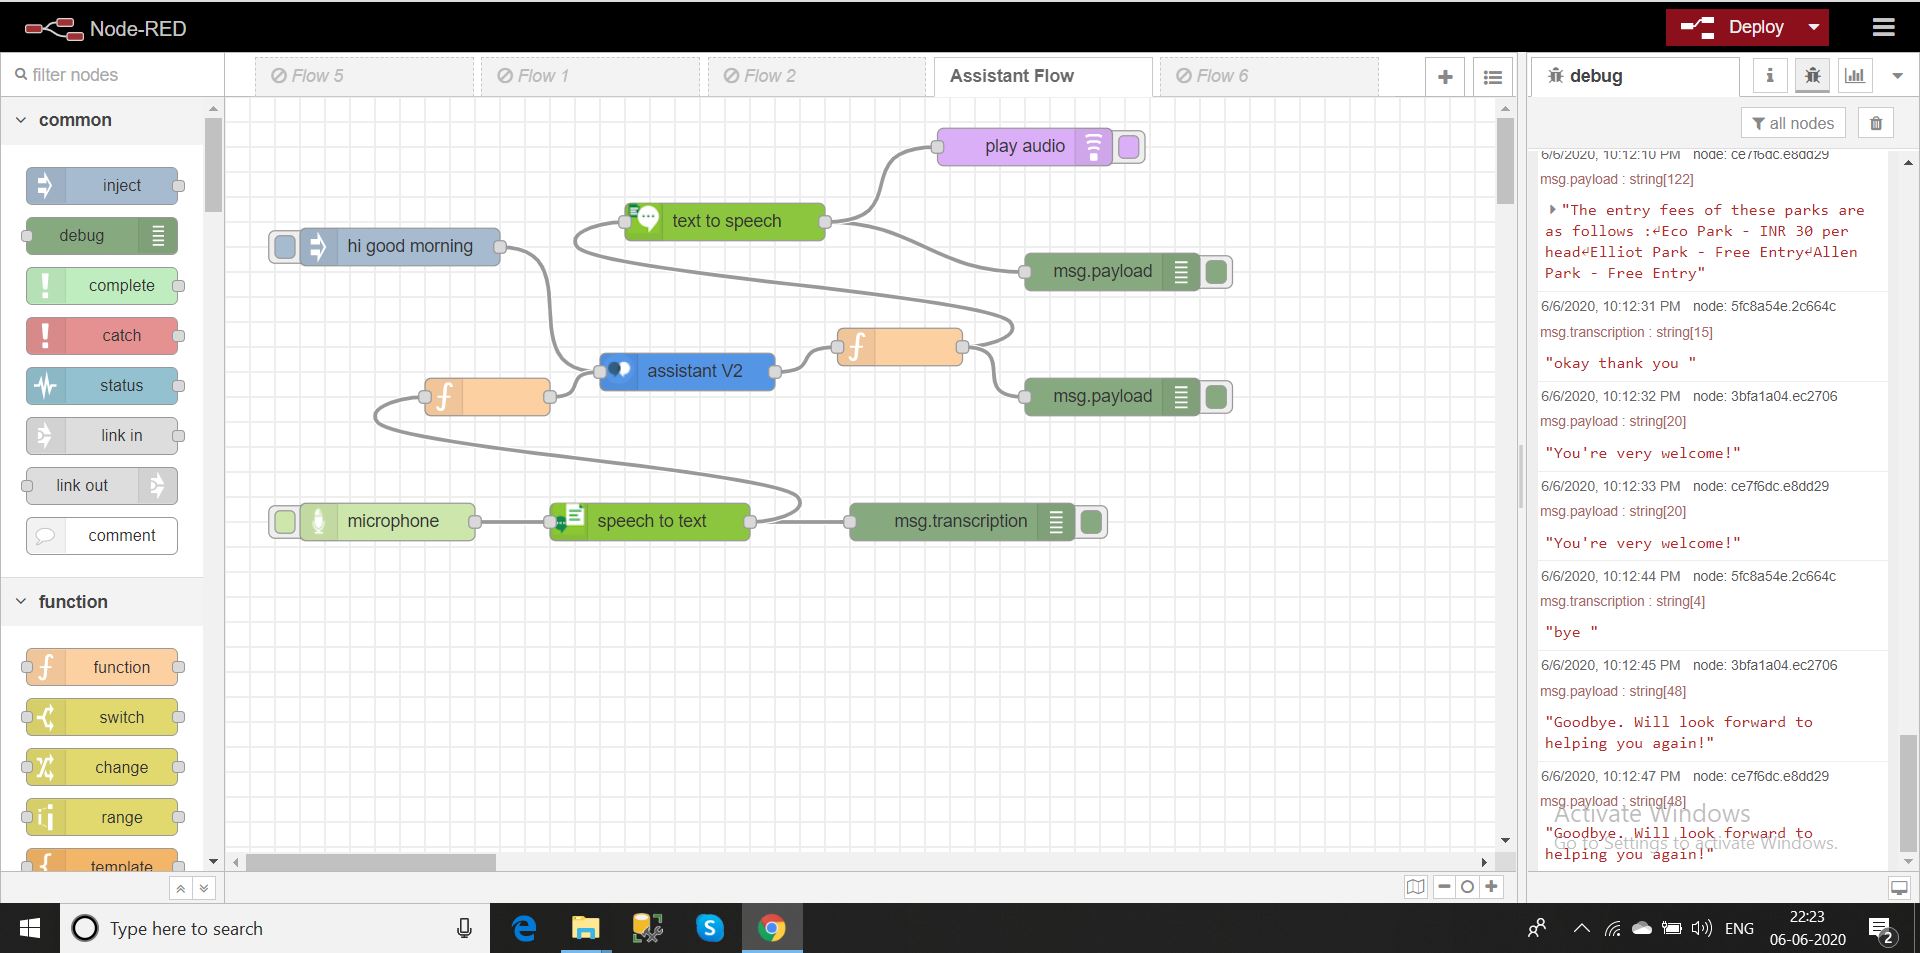 Node-RED
Deploy
filter nodes
Flow 5
Flow 1
Flow 2
Assistant Flow
Flow 6
debug
all nodes
common
inject
debug
complete
catch
status
link in
link out
comment
function
function
switch
change
range
template
play audio
text to speech
hi good morning
msg.payload
assistant V2
msg.payload
microphone
speech to text
msg.transcription
6/6/2020, 10:12:10 PM node: ce7f6dc.e8dd29
msg.payload : string[122]
"The entry fees of these parks are
as follows :↵Eco Park - INR 30 per
head↵Elliot Park - Free Entry↵Allen
Park - Free Entry"
6/6/2020, 10:12:31 PM node: 5fc8a54e.2c664c
msg.transcription : string[15]
"okay thank you "
6/6/2020, 10:12:32 PM node: 3bfa1a04.ec2706
msg.payload : string[20]
"You're very welcome!"
6/6/2020, 10:12:33 PM node: ce7f6dc.e8dd29
msg.payload : string[20]
"You're very welcome!"
6/6/2020, 10:12:44 PM node: 5fc8a54e.2c664c
msg.transcription : string[4]
"bye "
6/6/2020, 10:12:45 PM node: 3bfa1a04.ec2706
msg.payload : string[48]
"Goodbye. Will look forward to
helping you again!"
6/6/2020, 10:12:47 PM node: ce7f6dc.e8dd29
msg.payload : string[48]
"Goodbye. Will look forward to
helping you again!"
Activate Windows
Go to Settings to activate Windows.
Type here to search
ENG
22:23
06-06-2020
2